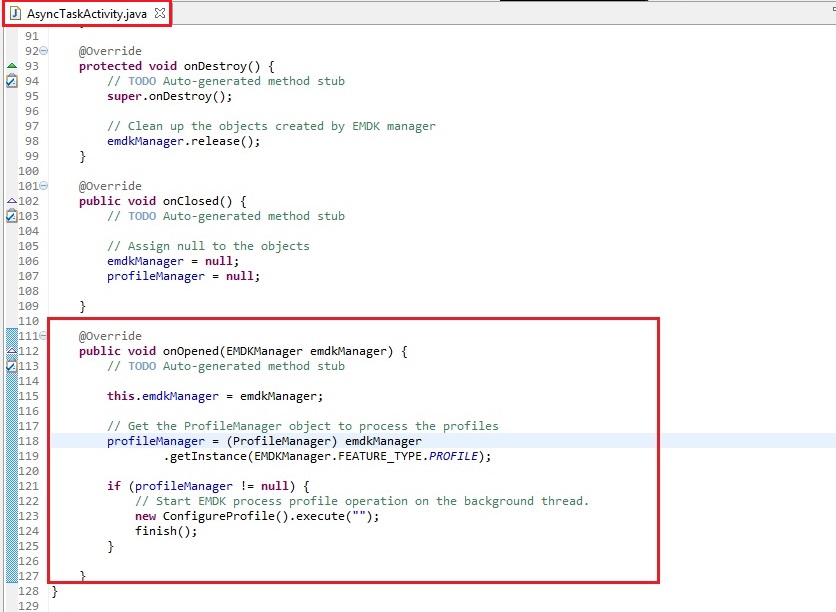 AsyncTaskActivity.java
91
92 @Override
93 protected void onDestroy() {
94 // TODO Auto-generated method stub
95 super.onDestroy();
96
97 // Clean up the objects created by EMDK manager
98 emdkManager.release();
99 }
100
101 @Override
102 public void onClosed() {
103 // TODO Auto-generated method stub
104
105 // Assign null to the objects
106 emdkManager = null;
107 profileManager = null;
108
109 }
110
111 @Override
112 public void onOpened(EMDKManager emdkManager) {
113 // TODO Auto-generated method stub
114
115 this.emdkManager = emdkManager;
116
117 // Get the ProfileManager object to process the profiles
118 profileManager = (ProfileManager) emdkManager
119 .getInstance(EMDKManager.FEATURE_TYPE.PROFILE);
120
121 if (profileManager != null) {
122 // Start EMDK process profile operation on the background thread.
123 new ConfigureProfile().execute("");
124 finish();
125 }
126
127 }
128 }
129